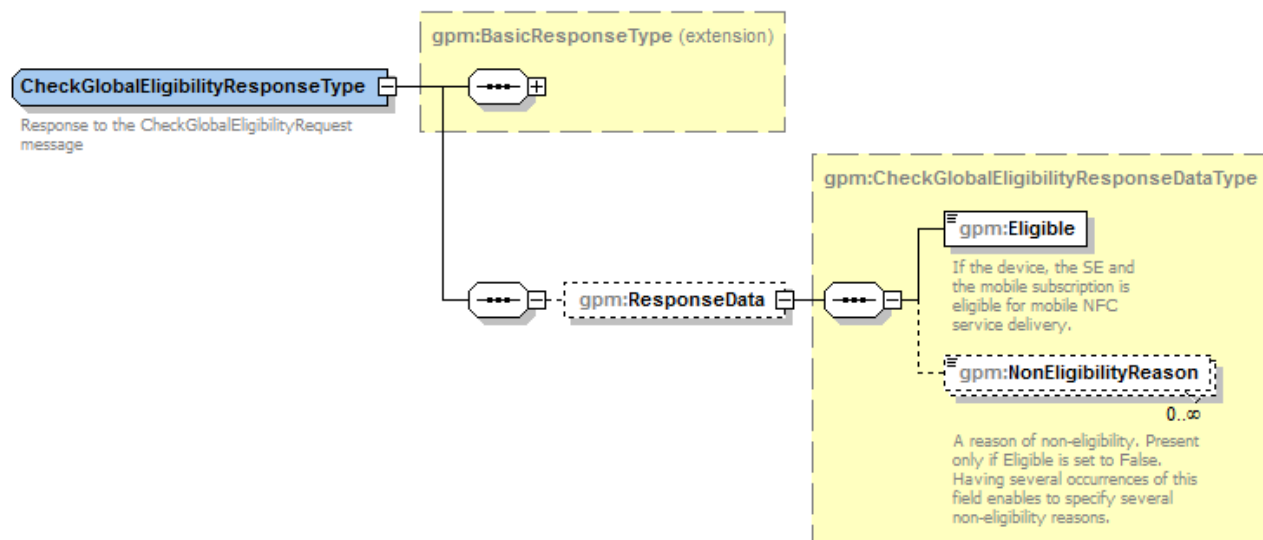 gpm:BasicResponseType (extension)
CheckGlobalEligibilityResponseType
Response to the CheckGlobalEligibilityRequest
message
gpm:CheckGlobalEligibilityResponseDataType
gpm:Eligible
If the device, the SE and
the mobile subscription is
eligible for mobile NFC
service delivery.
gpm:ResponseData
gpm:NonEligibilityReason
0..∞
A reason of non-eligibility. Present
only if Eligible is set to False.
Having several occurrences of this
field enables to specify several
non-eligibility reasons.